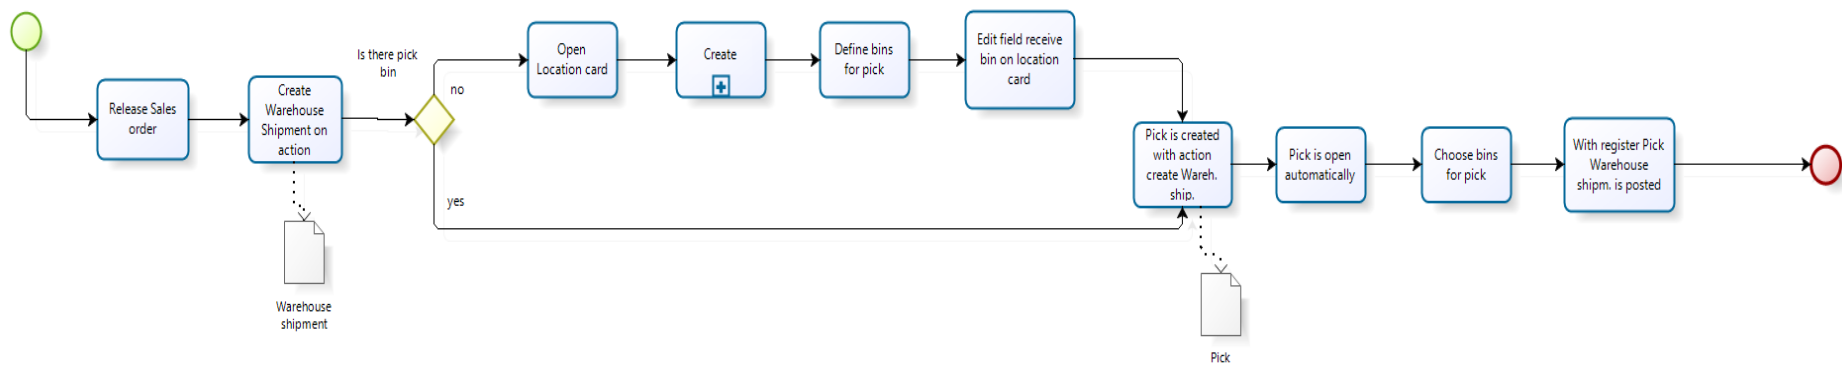 Release Sales
order
Create
Warehouse
Shipment on
action
Warehouse
shipment
Is there pick
bin
no
yes
Open
Location card
Create
Define bins
for pick
Edit field receive
bin on location
card
Pick is created
with action
create Wareh.
ship.
Pick
Pick is open
automatically
Choose bins
for pick
With register Pick
Warehouse
shipm. is posted